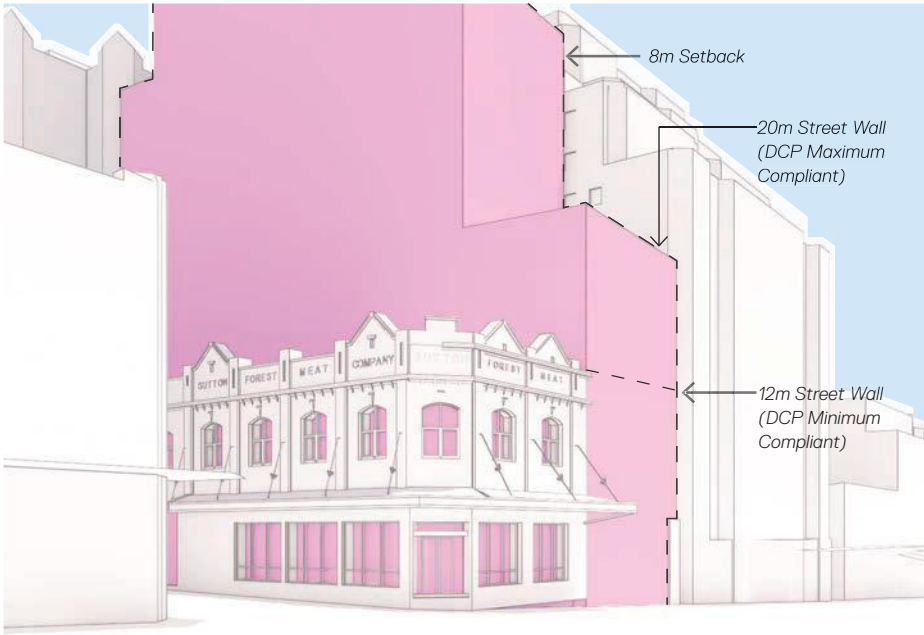 8m Setback
20m Street Wall
(DCP Maximum
Compliant)
12m Street Wall
(DCP Minimum
Compliant)
SUTTON FOREST MEAT COMPANY SUTTON FOREST MEAT